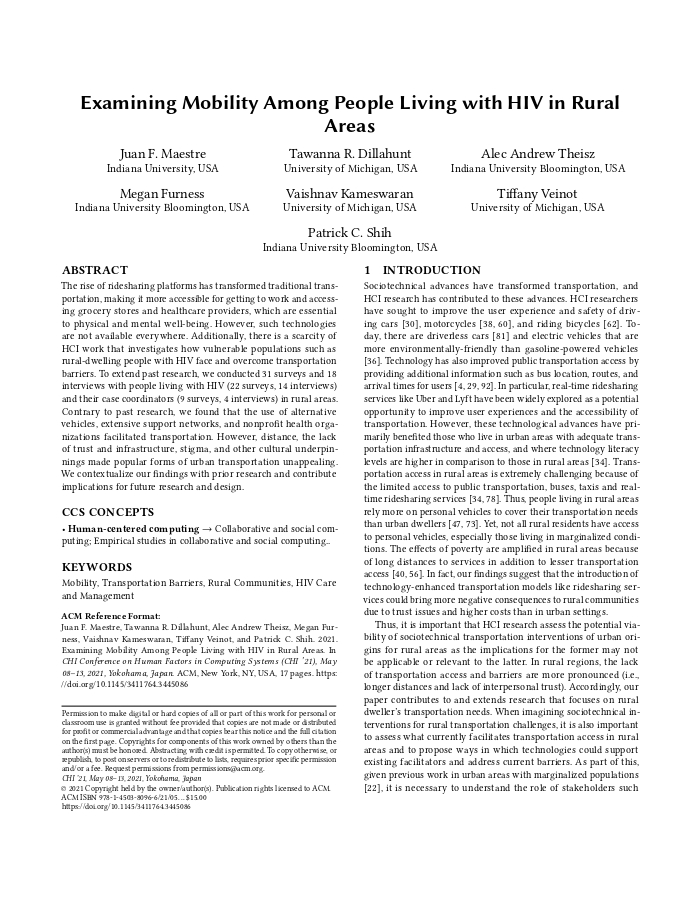 Examining Mobility Among People Living with HIV in Rural
Areas
Juan F. Maestre
Indiana University, USA
Tawanna R. Dillahunt
University of Michigan, USA
Alec Andrew Theisz
Indiana University Bloomington, USA
Megan Furness
Indiana University Bloomington, USA
Vaishnav Kameswaran
University of Michigan, USA
Tiffany Veinot
University of Michigan, USA
Patrick C. Shih
Indiana University Bloomington, USA
ABSTRACT
The rise of ridesharing platforms has transformed traditional trans-
portation, making it more accessible for getting to work and access-
ing grocery stores and healthcare providers, which are essential
to physical and mental well-being. However, such technologies
are not available everywhere. Additionally, there is a scarcity of
HCI work that investigates how vulnerable populations such as
rural-dwelling people with HIV face and overcome transportation
barriers. To extend past research, we conducted 31 surveys and 18
interviews with people living with HIV (22 surveys, 14 interviews)
and their case coordinators (9 surveys, 4 interviews) in rural areas.
Contrary to past research, we found that the use of alternative
vehicles, extensive support networks, and nonprofit health orga-
nizations facilitated transportation. However, distance, the lack
of trust and infrastructure, stigma, and other cultural underpin-
nings made popular forms of urban transportation unappealing.
We contextualize our findings with prior research and contribute
implications for future research and design.
CCS CONCEPTS
• Human-centered computing → Collaborative and social com-
puting; Empirical studies in collaborative and social computing,.
KEYWORDS
Mobility, Transportation Barriers, Rural Communities, HIV Care
and Management
ACM Reference Format:
Juan F. Maestre, Tawanna R. Dillahunt, Alec Andrew Theisz, Megan Fur-
ness, Vaishnav Kameswaran, Tiffany Veinot, and Patrick C. Shih. 2021.
Examining Mobility Among People Living with HIV in Rural Areas. In
CHI Conference on Human Factors in Computing Systems (CHI '21), May
08–13, 2021, Yokohama, Japan. ACM, New York, NY, USA, 17 pages. https:
//doi.org/10.1145/3411764.3445086
Permission to make digital or hard copies of all or part of this work for personal or
classroom use is granted without fee provided that copies are not made or distributed
for profit or commercial advantage and that copies bear this notice and the full citation
on the first page. Copyrights for components of this work owned by others than the
author(s) must be honored. Abstracting with credit is permitted. To copy otherwise, or
republish, to post on servers or to redistribute to lists, requires prior specific permission
and/or a fee. Request permissions from permissions@acm.org.
CHI '21, May 08–13, 2021, Yokohama, Japan
© 2021 Copyright held by the owner/author(s). Publication rights licensed to ACM.
ACM ISBN 978-1-4503-8096-6/21/05...$15.00
https://doi.org/10.1145/3411764.3445086
1 INTRODUCTION
Sociotechnical advances have transformed transportation, and
HCI research has contributed to these advances. HCI researchers
have sought to improve the user experience and safety of driv-
ing cars [30], motorcycles [38, 60], and riding bicycles [62]. To-
day, there are driverless cars [81] and electric vehicles that are
more environmentally-friendly than gasoline-powered vehicles
[36]. Technology has also improved public transportation access by
providing additional information such as bus location, routes, and
arrival times for users [4, 29, 92]. In particular, real-time ridesharing
services like Uber and Lyft have been widely explored as a potential
opportunity to improve user experiences and the accessibility of
transportation. However, these technological advances have pri-
marily benefited those who live in urban areas with adequate trans-
portation infrastructure and access, and where technology literacy
levels are higher in comparison to those in rural areas [34]. Trans-
portation access in rural areas is extremely challenging because of
the limited access to public transportation, buses, taxis and real-
time ridesharing services [34, 78]. Thus, people living in rural areas
rely more on personal vehicles to cover their transportation needs
than urban dwellers [47, 73]. Yet, not all rural residents have access
to personal vehicles, especially those living in marginalized condi-
tions. The effects of poverty are amplified in rural areas because
of long distances to services in addition to lesser transportation
access [40, 56]. In fact, our findings suggest that the introduction of
technology-enhanced transportation models like ridesharing ser-
vices could bring more negative consequences to rural communities
due to trust issues and higher costs than in urban settings.
Thus, it is important that HCI research assess the potential via-
bility of sociotechnical transportation interventions of urban ori-
gins for rural areas as the implications for the former may not
be applicable or relevant to the latter. In rural regions, the lack
of transportation access and barriers are more pronounced (i.e.,
longer distances and lack of interpersonal trust). Accordingly, our
paper contributes to and extends research that focuses on rural
dweller's transportation needs. When imagining sociotechnical in-
terventions for rural transportation challenges, it is also important
to assess what currently facilitates transportation access in rural
areas and to propose ways in which technologies could support
existing facilitators and address current barriers. As part of this,
given previous work in urban areas with marginalized populations
[22], it is necessary to understand the role of stakeholders such